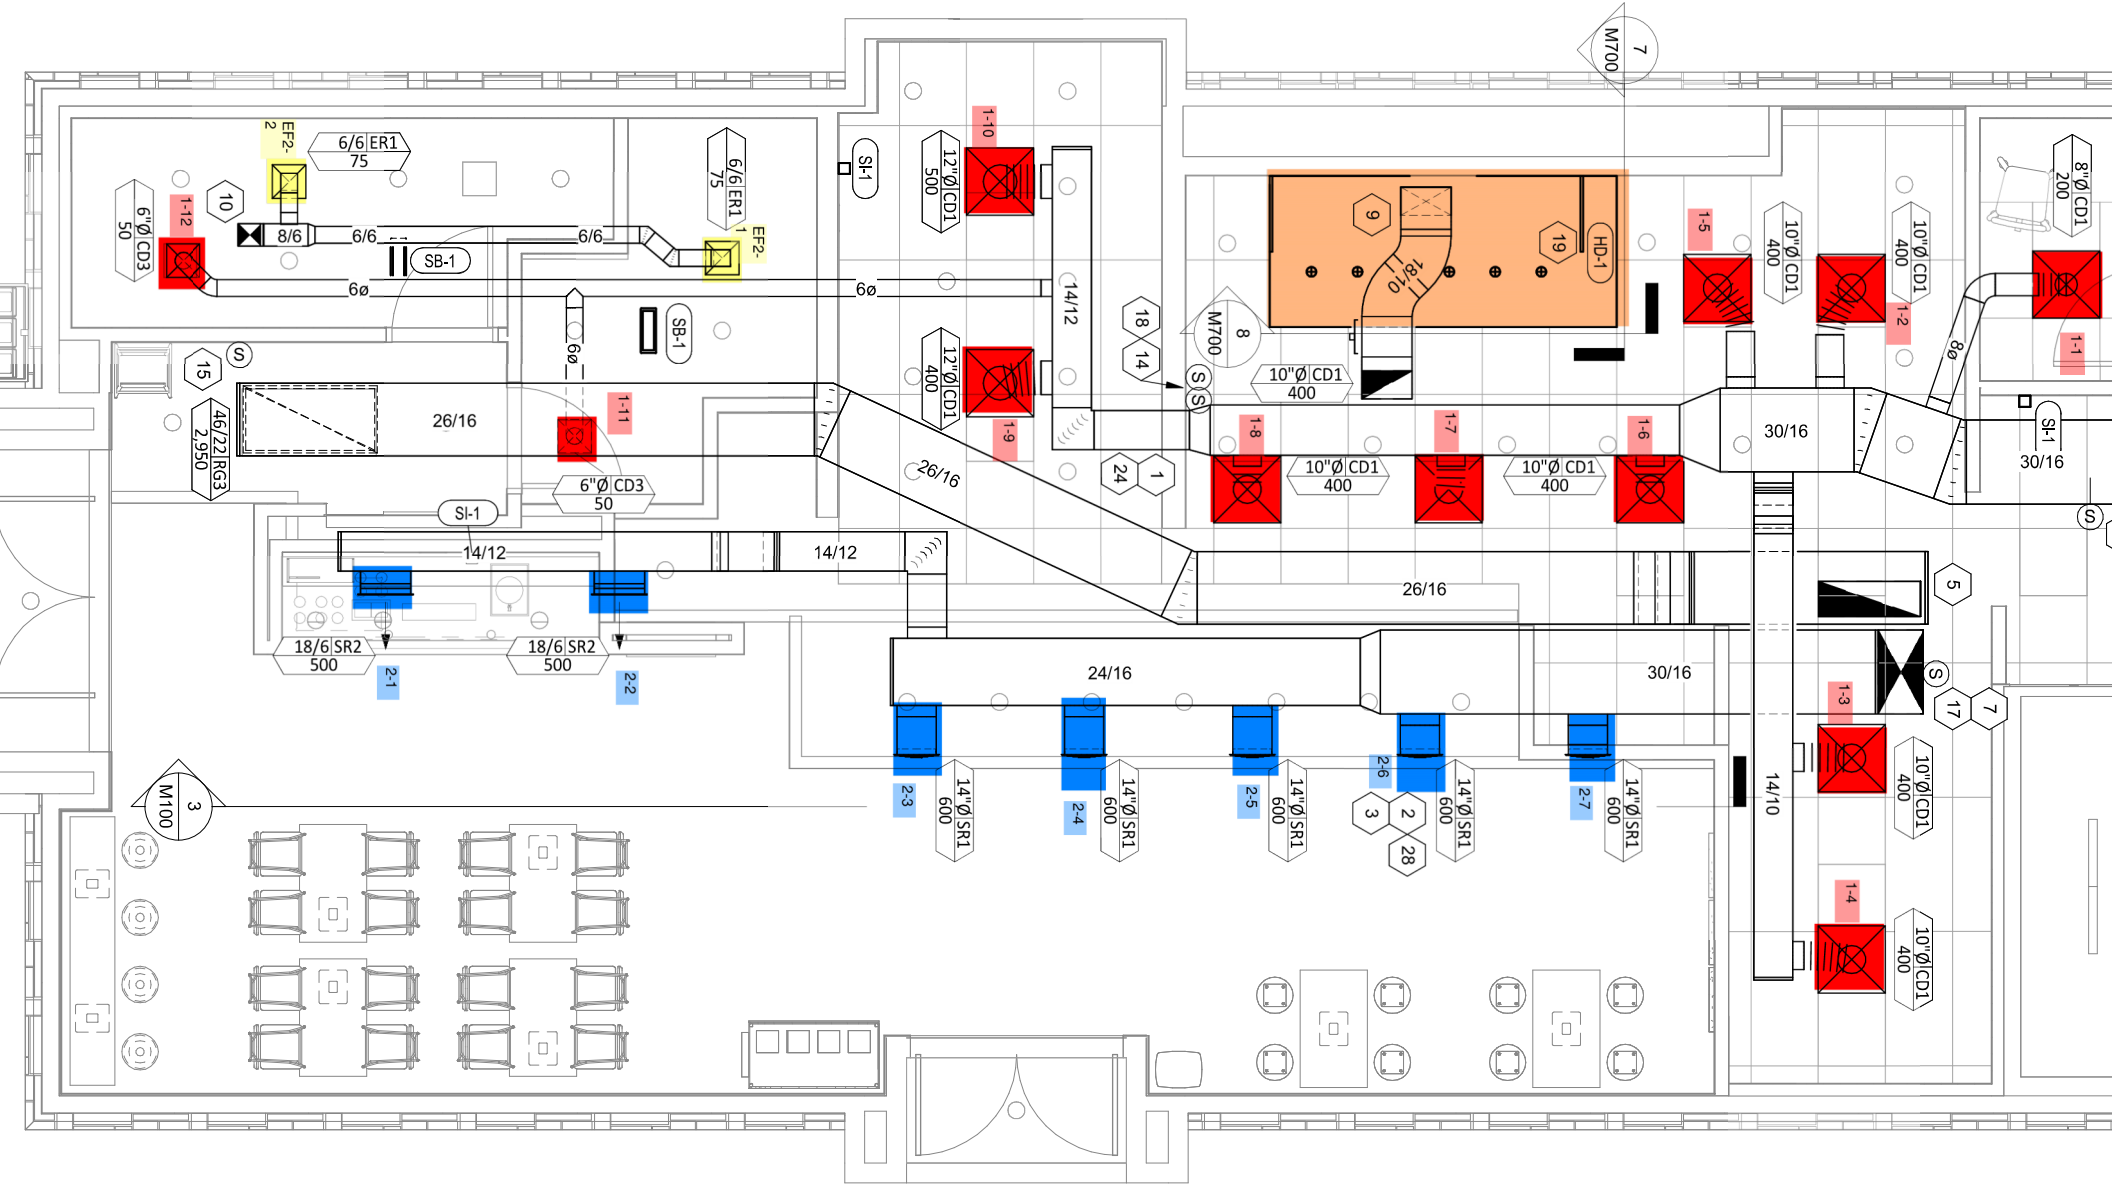 7
M700
EF2-
2
6/6 ER1
75
6/6 ER1
75
EF2-
1
1-12
6"Ø CD3
50
10
8/6
6/6
6/6
SB-1
6ø
6ø
6ø
SB-1
SI-1
1-10
12"Ø CD1
500
14/12
12"Ø CD1
400
1-9
18
14
8
M700
S
S
9
18/10
19
HD-1
10"Ø CD1
400
1-5
10"Ø CD1
400
10"Ø CD1
400
1-2
8"Ø CD1
200
1-1
8ø
SI-1
30/16
30/16
S
15
S
46/22 RG3
2,950
26/16
1-11
6"Ø CD3
50
26/16
24
1
1-8
10"Ø CD1
400
1-7
10"Ø CD1
400
1-6
SI-1
14/12
14/12
26/16
5
18/6 SR2
500
2-1
18/6 SR2
500
2-2
24/16
30/16
S
17
7
1-3
10"Ø CD1
400
14/10
2-3
14"Ø SR1
600
2-4
14"Ø SR1
600
2-5
14"Ø SR1
600
2-6
3
2
28
14"Ø SR1
600
2-7
14"Ø SR1
600
3
M100
1-4
10"Ø CD1
400